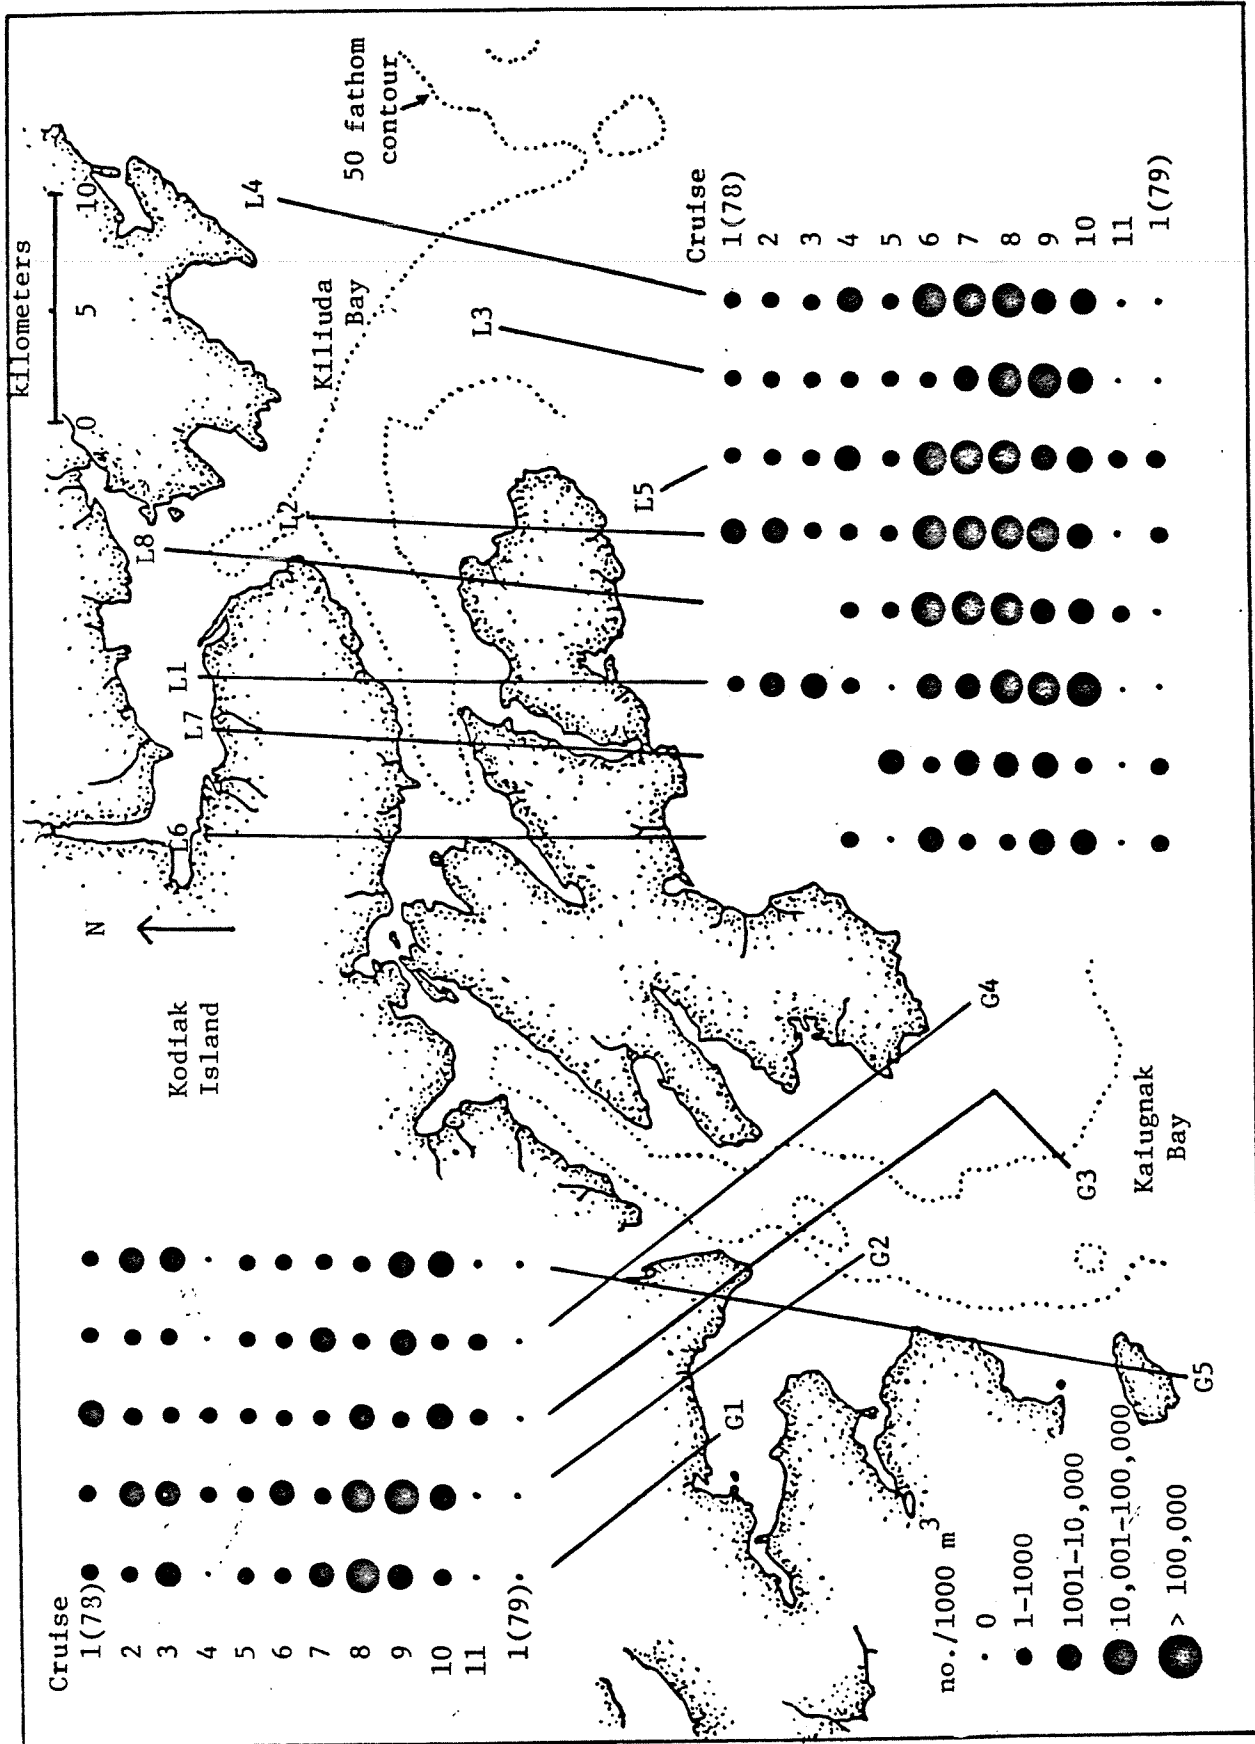 kilometers
0 5 10
50 fathom
contour
L4
Kiliuda
Bay
L3
L2
L8
L5
L1
L7
L6
N
Kodiak
Island
Cruise
1(78)
2
3
4
5
6
7
8
9
10
11
1(79)
Cruise
1(78)
2
3
4
5
6
7
8
9
10
11
1(79)
G4
G3
Kaiugnak
Bay
G2
G1
G5
no./1000 m3
0
1-1000
1001-10,000
10,001-100,000
> 100,000